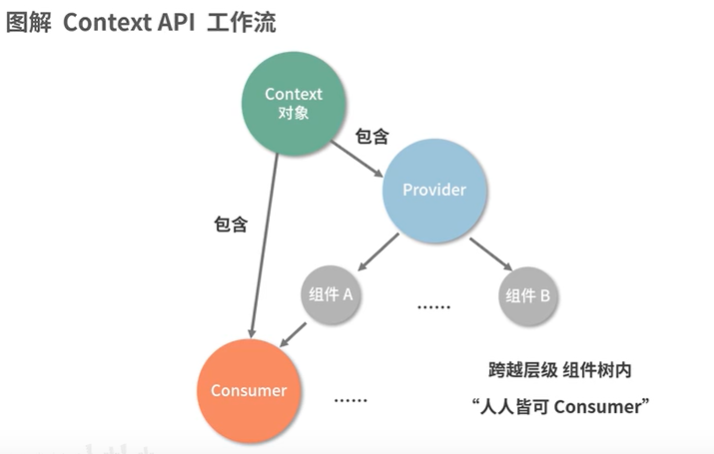 图解 Context API 工作流
Context
对象
包含
Provider
包含
组件 A
......
组件 B
跨越层级 组件树内
Consumer
......
“人人皆可 Consumer”